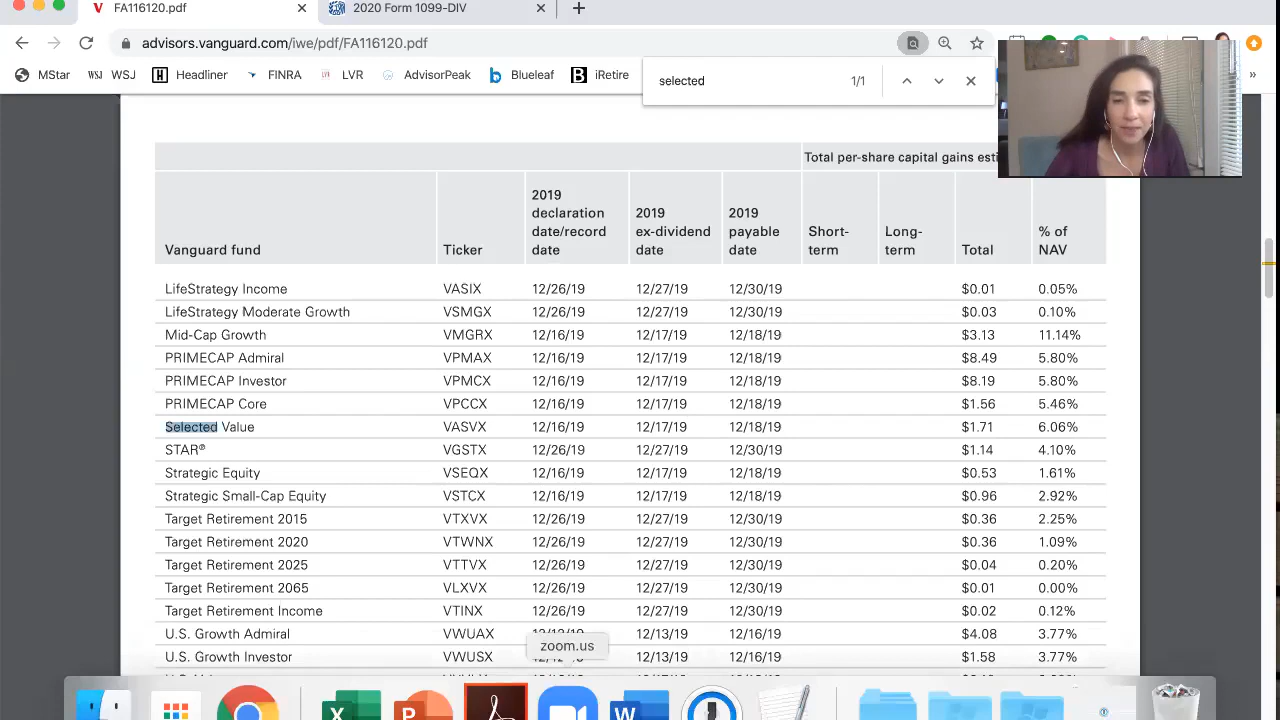 FA116120.pdf
2020 Form 1099-DIV
advisors.vanguard.com/iwe/pdf/FA116120.pdf
MStar WSJ WSJ H Headliner FINRA LVR AdvisorPeak b Blueleaf B iRetire »
selected 1/1
Total per-share capital gains esti
Vanguard fund Ticker 2019 declaration date/record date 2019 ex-dividend date 2019 payable date Short-term Long-term Total % of NAV
LifeStrategy Income VASIX 12/26/19 12/27/19 12/30/19 $0.01 0.05%
LifeStrategy Moderate Growth VSMGX 12/26/19 12/27/19 12/30/19 $0.03 0.10%
Mid-Cap Growth VMGRX 12/16/19 12/17/19 12/18/19 $3.13 11.14%
PRIMECAP Admiral VPMAX 12/16/19 12/17/19 12/18/19 $8.49 5.80%
PRIMECAP Investor VPMCX 12/16/19 12/17/19 12/18/19 $8.19 5.80%
PRIMECAP Core VPCCX 12/16/19 12/17/19 12/18/19 $1.56 5.46%
Selected Value VASVX 12/16/19 12/17/19 12/18/19 $1.71 6.06%
STAR® VGSTX 12/26/19 12/27/19 12/30/19 $1.14 4.10%
Strategic Equity VSEQX 12/16/19 12/17/19 12/18/19 $0.53 1.61%
Strategic Small-Cap Equity VSTCX 12/16/19 12/17/19 12/18/19 $0.96 2.92%
Target Retirement 2015 VTXVX 12/26/19 12/27/19 12/30/19 $0.36 2.25%
Target Retirement 2020 VTWNX 12/26/19 12/27/19 12/30/19 $0.36 1.09%
Target Retirement 2025 VTTVX 12/26/19 12/27/19 12/30/19 $0.04 0.20%
Target Retirement 2065 VLXVX 12/26/19 12/27/19 12/30/19 $0.01 0.00%
Target Retirement Income VTINX 12/26/19 12/27/19 12/30/19 $0.02 0.12%
U.S. Growth Admiral VWUAX 12/13/19 12/16/19 $4.08 3.77%
zoom.us
U.S. Growth Investor VWUSX 12/13/19 12/16/19 $1.58 3.77%
X P W